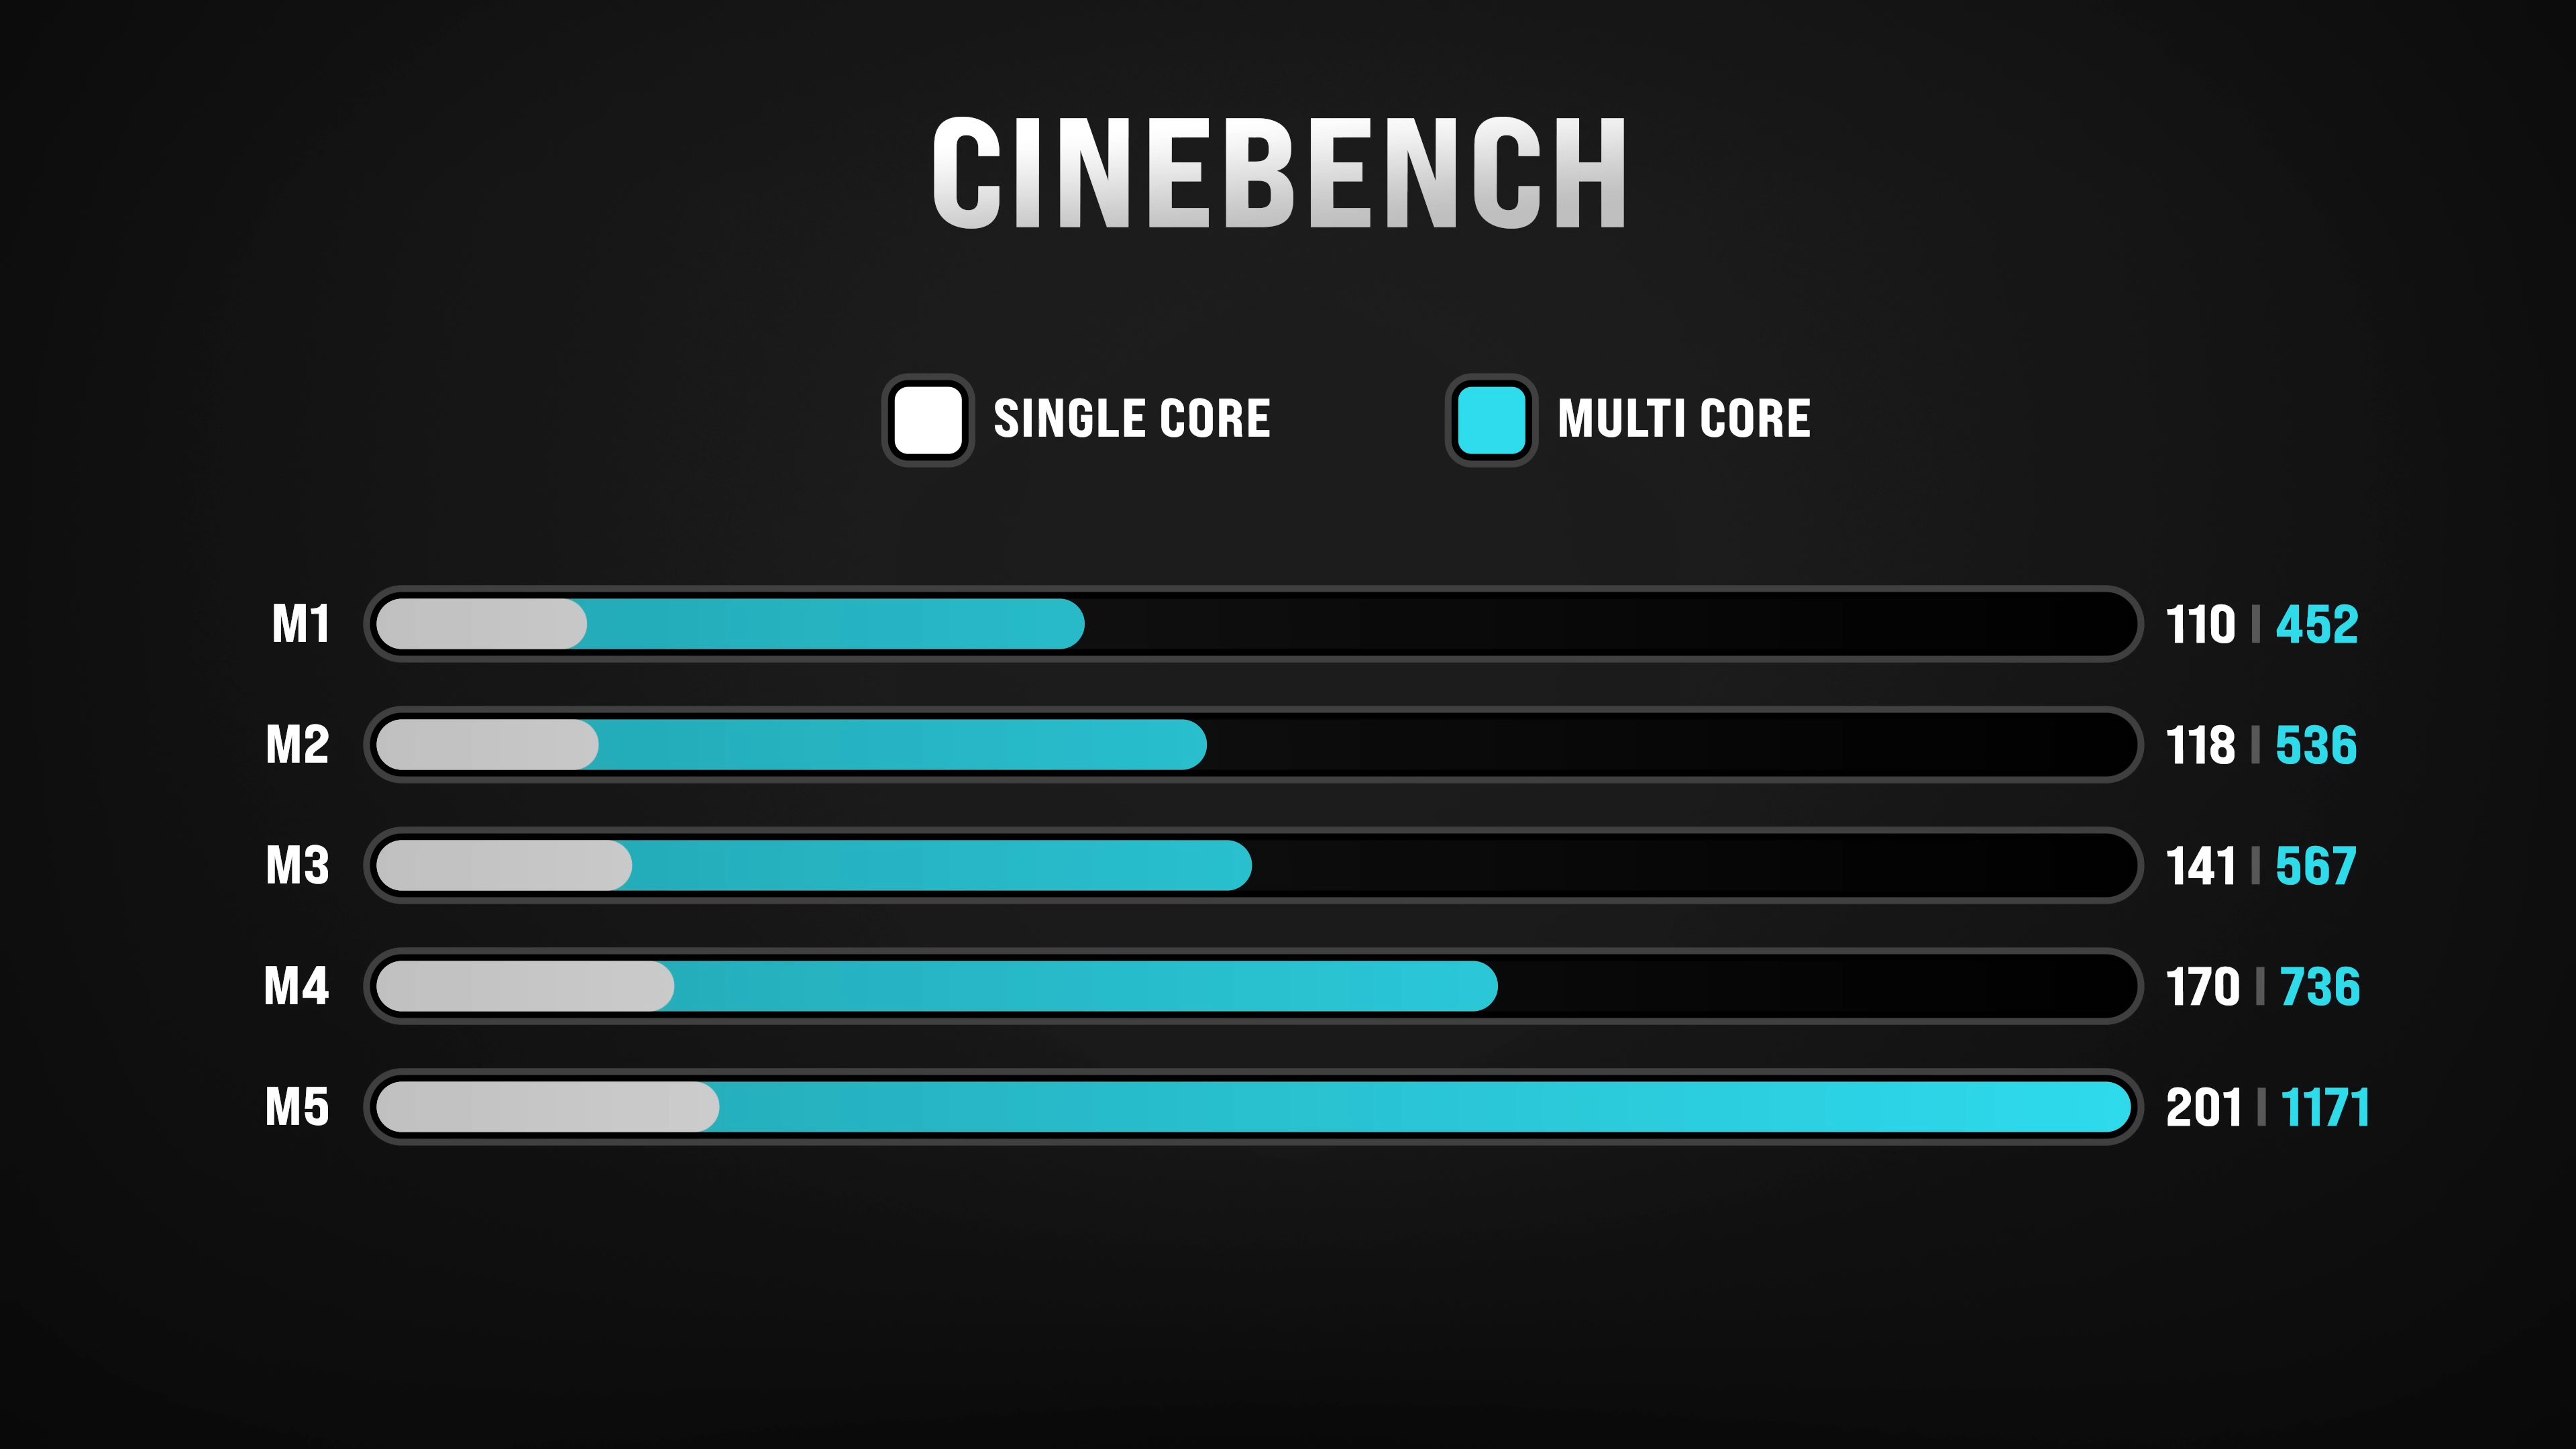 CINEBENCH
SINGLE CORE MULTI CORE
M1 110 | 452
M2 118 | 536
M3 141 | 567
M4 170 | 736
M5 201 | 1171